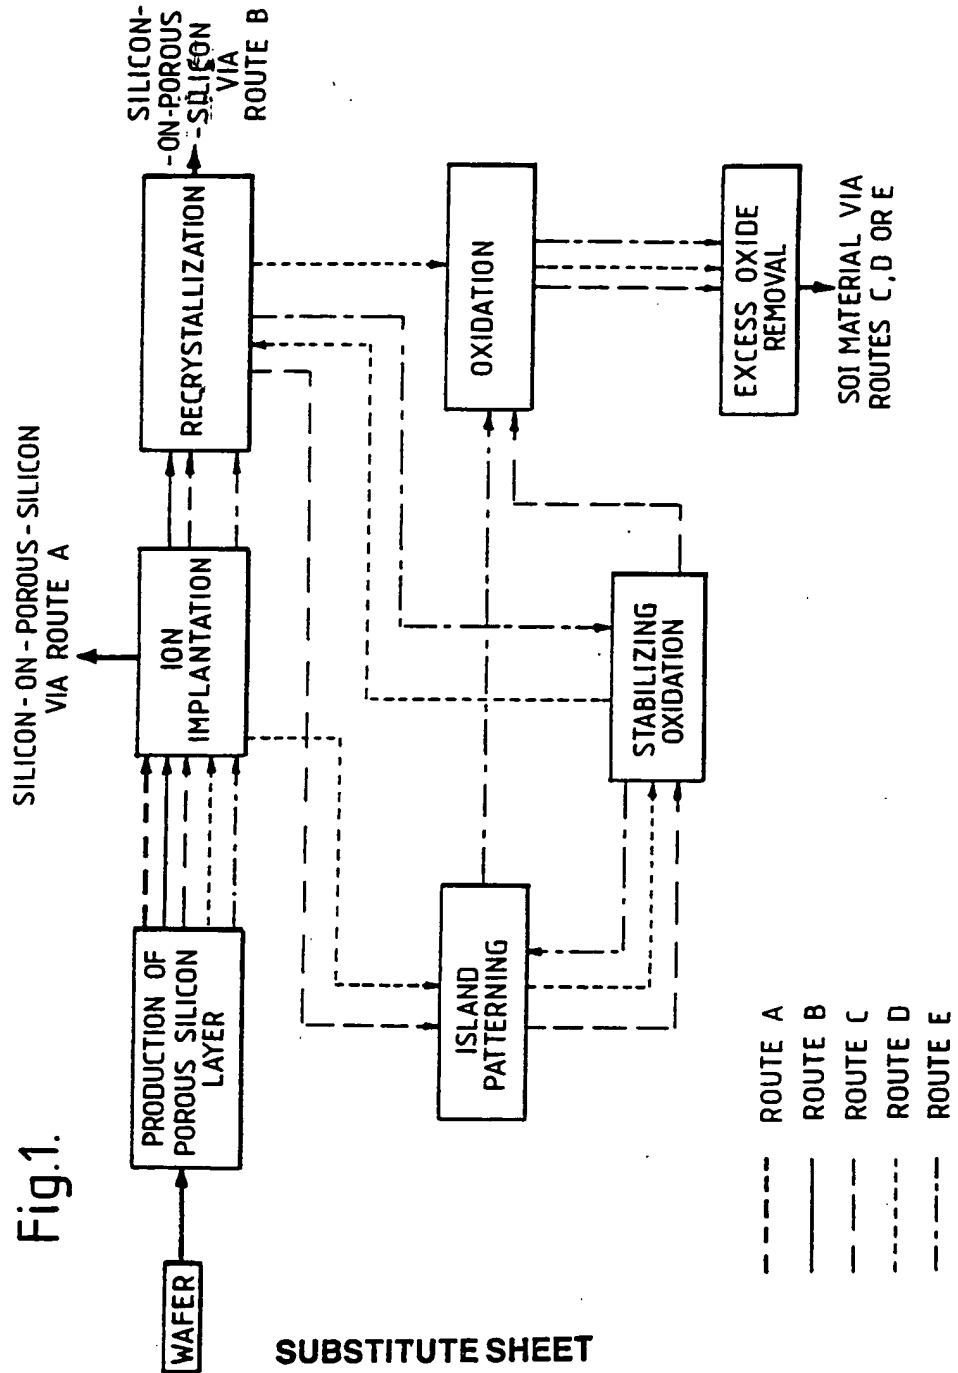 Fig.1.
WAFER
PRODUCTION OF
POROUS SILICON
LAYER
SILICON-ON-POROUS-SILICON
VIA ROUTE A
ION
IMPLANTATION
RECRYSTALLIZATION
SILICON-
-ON-POROUS
-SILICON
VIA
ROUTE B
ISLAND
PATTERNING
STABILIZING
OXIDATION
OXIDATION
EXCESS OXIDE
REMOVAL
SOI MATERIAL VIA
ROUTES C, D OR E
ROUTE A
ROUTE B
ROUTE C
ROUTE D
ROUTE E
SUBSTITUTE SHEET